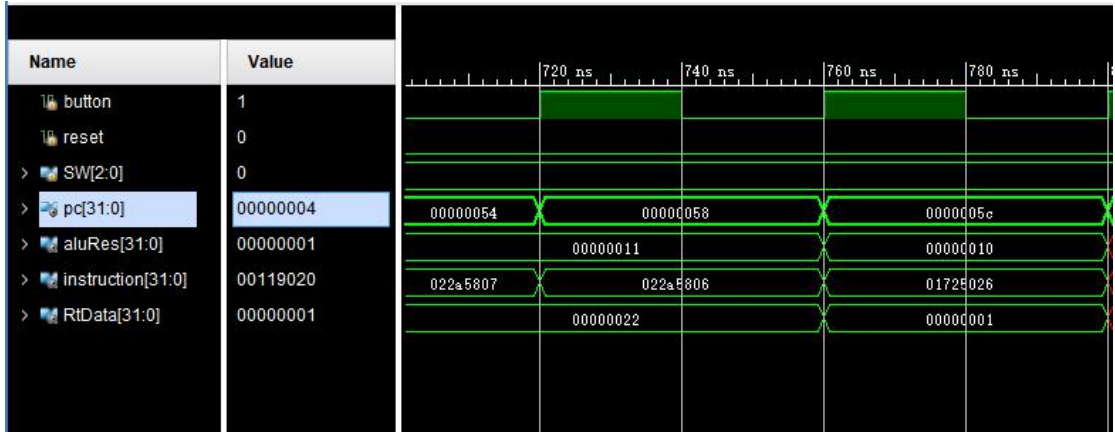 Name Value
720 ns 740 ns 760 ns 780 ns
button 1
reset 0
SW[2:0] 0
pc[31:0] 00000004 00000054 00000058 0000005c
aluRes[31:0] 00000001 00000011 00000010
instruction[31:0] 00119020 022a5807 022a5806 01725026
RtData[31:0] 00000001 00000022 00000001